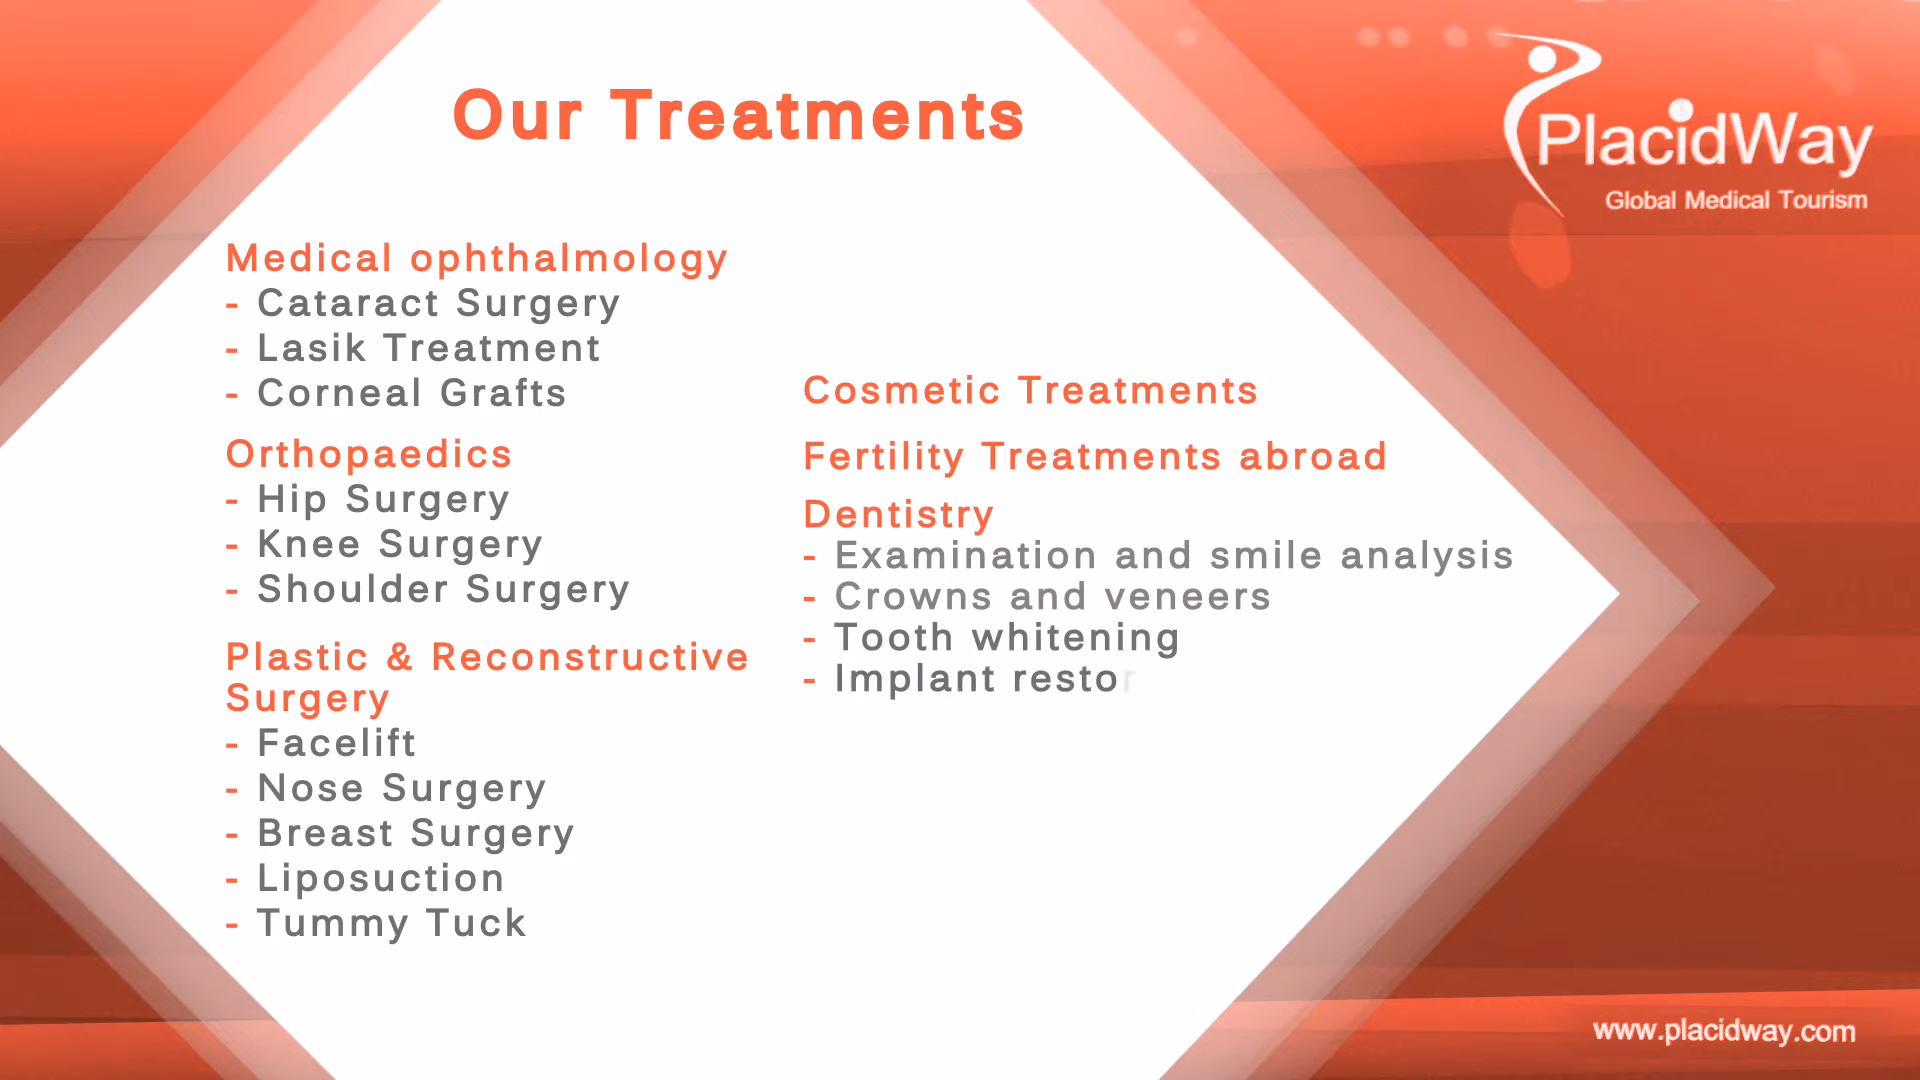 Our Treatments
PlacidWay
Global Medical Tourism
Medical ophthalmology
- Cataract Surgery
- Lasik Treatment
- Corneal Grafts
Orthopaedics
- Hip Surgery
- Knee Surgery
- Shoulder Surgery
Plastic & Reconstructive
Surgery
- Facelift
- Nose Surgery
- Breast Surgery
- Liposuction
- Tummy Tuck
Cosmetic Treatments
Fertility Treatments abroad
Dentistry
- Examination and smile analysis
- Crowns and veneers
- Tooth whitening
- Implant restor
www.placidway.com